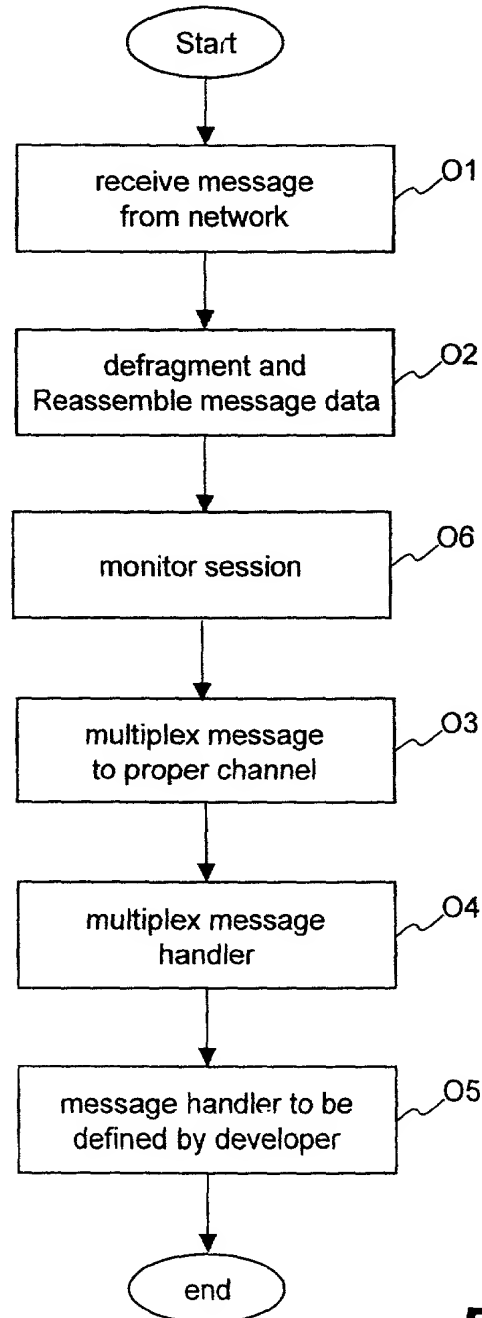 Start
receive message
from network
O1
defragment and
Reassemble message data
O2
monitor session
O6
multiplex message
to proper channel
O3
multiplex message
handler
O4
message handler to be
defined by developer
O5
end